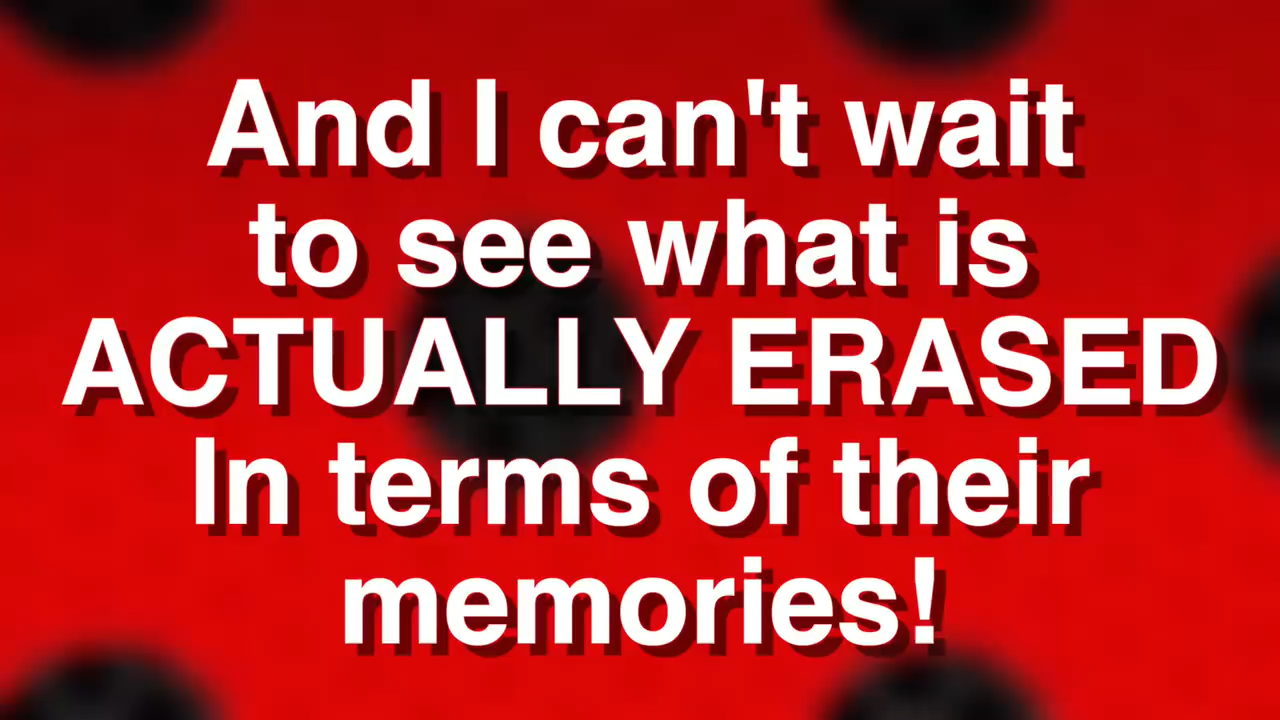 And I can't wait
to see what is
ACTUALLY ERASED
In terms of their
memories!